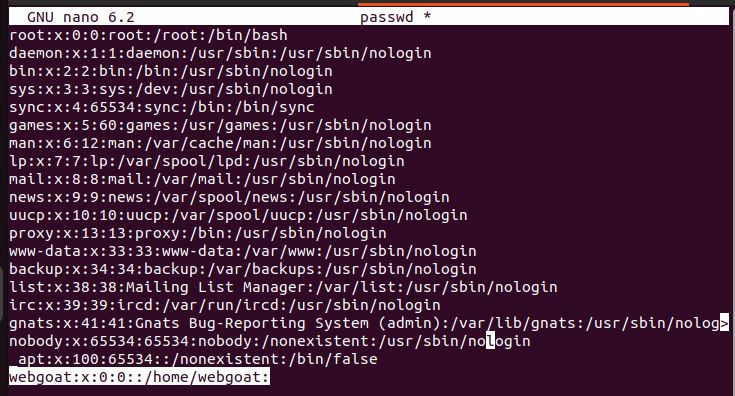 GNU nano 6.2 passwd *
root:x:0:0:root:/root:/bin/bash
daemon:x:1:1:daemon:/usr/sbin:/usr/sbin/nologin
bin:x:2:2:bin:/bin:/usr/sbin/nologin
sys:x:3:3:sys:/dev:/usr/sbin/nologin
sync:x:4:65534:sync:/bin:/bin/sync
games:x:5:60:games:/usr/games:/usr/sbin/nologin
man:x:6:12:man:/var/cache/man:/usr/sbin/nologin
lp:x:7:7:lp:/var/spool/lpd:/usr/sbin/nologin
mail:x:8:8:mail:/var/mail:/usr/sbin/nologin
news:x:9:9:news:/var/spool/news:/usr/sbin/nologin
uucp:x:10:10:uucp:/var/spool/uucp:/usr/sbin/nologin
proxy:x:13:13:proxy:/bin:/usr/sbin/nologin
www-data:x:33:33:www-data:/var/www:/usr/sbin/nologin
backup:x:34:34:backup:/var/backups:/usr/sbin/nologin
list:x:38:38:Mailing List Manager:/var/list:/usr/sbin/nologin
irc:x:39:39:ircd:/var/run/ircd:/usr/sbin/nologin
gnats:x:41:41:Gnats Bug-Reporting System (admin):/var/lib/gnats:/usr/sbin/nolog>
nobody:x:65534:65534:nobody:/nonexistent:/usr/sbin/nologin
_apt:x:100:65534::/nonexistent:/bin/false
webgoat:x:0:0::/home/webgoat: